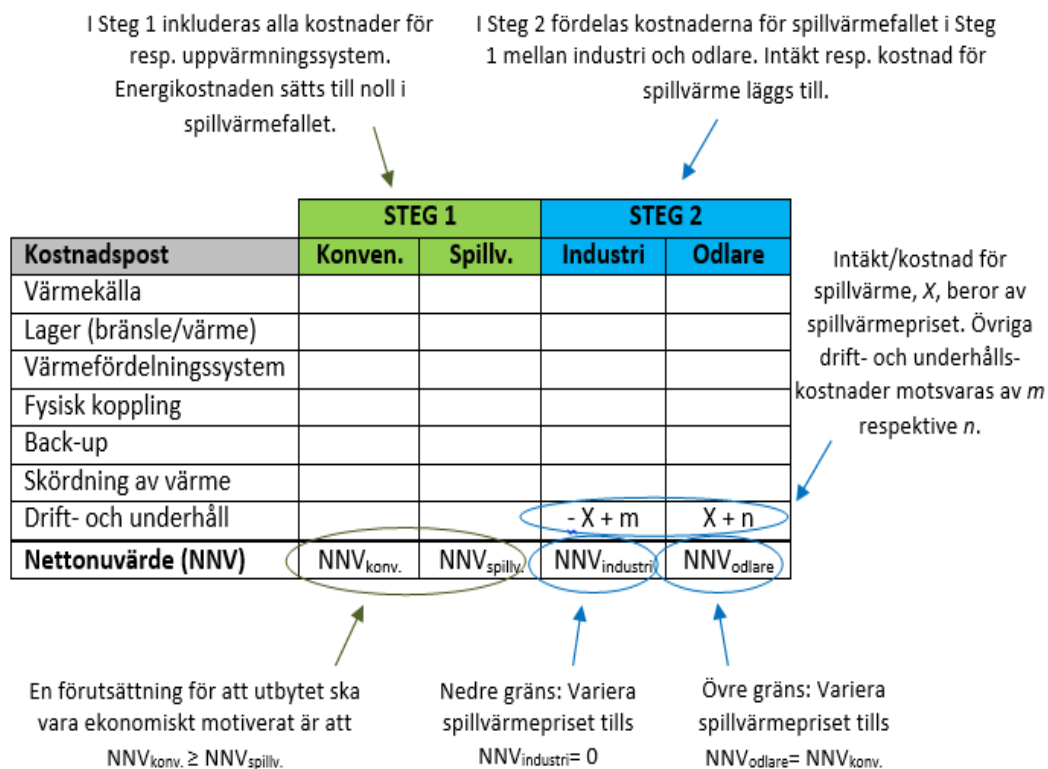 I Steg 1 inkluderas alla kostnader för
resp. uppvärmningssystem.
Energikostnaden sätts till noll i
spillvärmefallet.
I Steg 2 fördelas kostnaderna för spillvärmefallet i Steg
1 mellan industri och odlare. Intäkt resp. kostnad för
spillvärme läggs till.
STEG 1 STEG 2
Kostnadspost Konven. Spillv. Industri Odlare
Värmekälla
Lager (bränsle/värme)
Värmefördelningssystem
Fysisk koppling
Back-up
Skördning av värme
Drift- och underhåll - X + m X + n
Nettonuvärde (NNV) NNVkonv. NNVspillv. NNVindustri NNVodlare
Intäkt/kostnad för
spillvärme, X, beror av
spillvärmepriset. Övriga
drift- och underhålls-
kostnader motsvaras av m
respektive n.
En förutsättning för att utbytet ska
vara ekonomiskt motiverat är att
NNVkonv. ≥ NNVspillv.
Nedre gräns: Variera
spillvärmepriset tills
NNVindustri= 0
Övre gräns: Variera
spillvärmepriset tills
NNVodlare= NNVkonv.